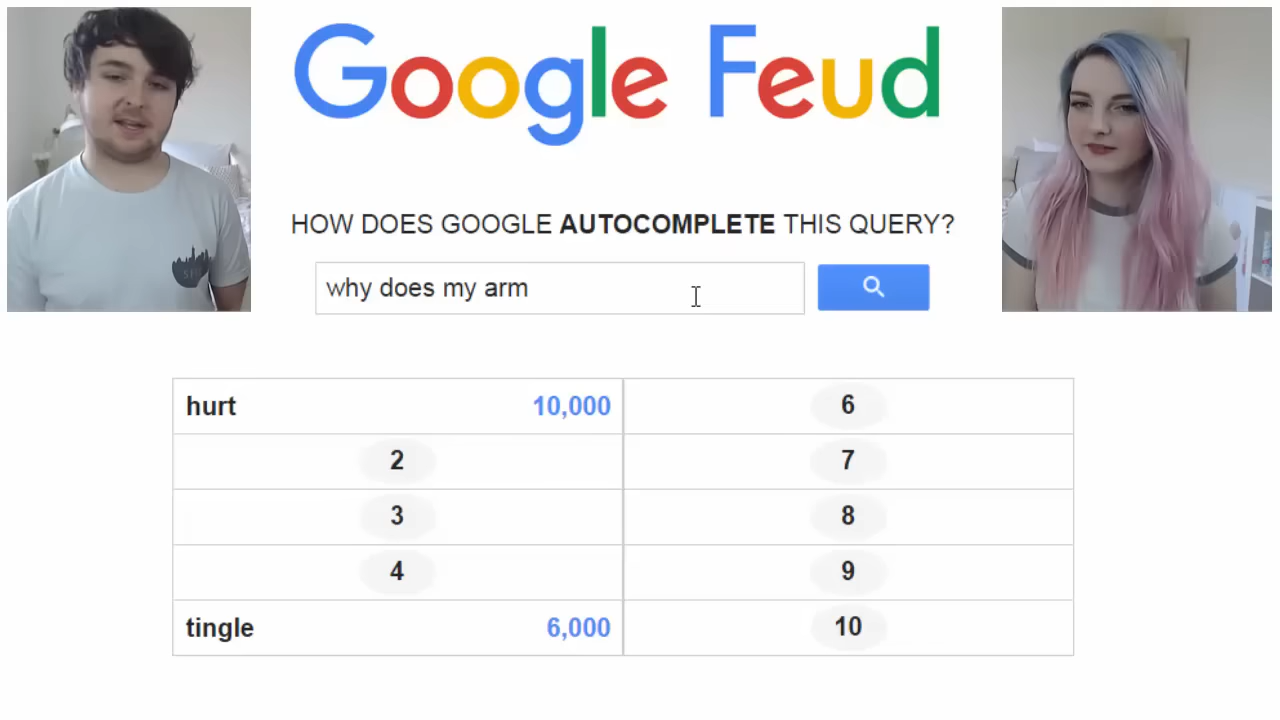 Google Feud
HOW DOES GOOGLE AUTOCOMPLETE THIS QUERY?
why does my arm
hurt 10,000 6
2 7
3 8
4 9
tingle 6,000 10